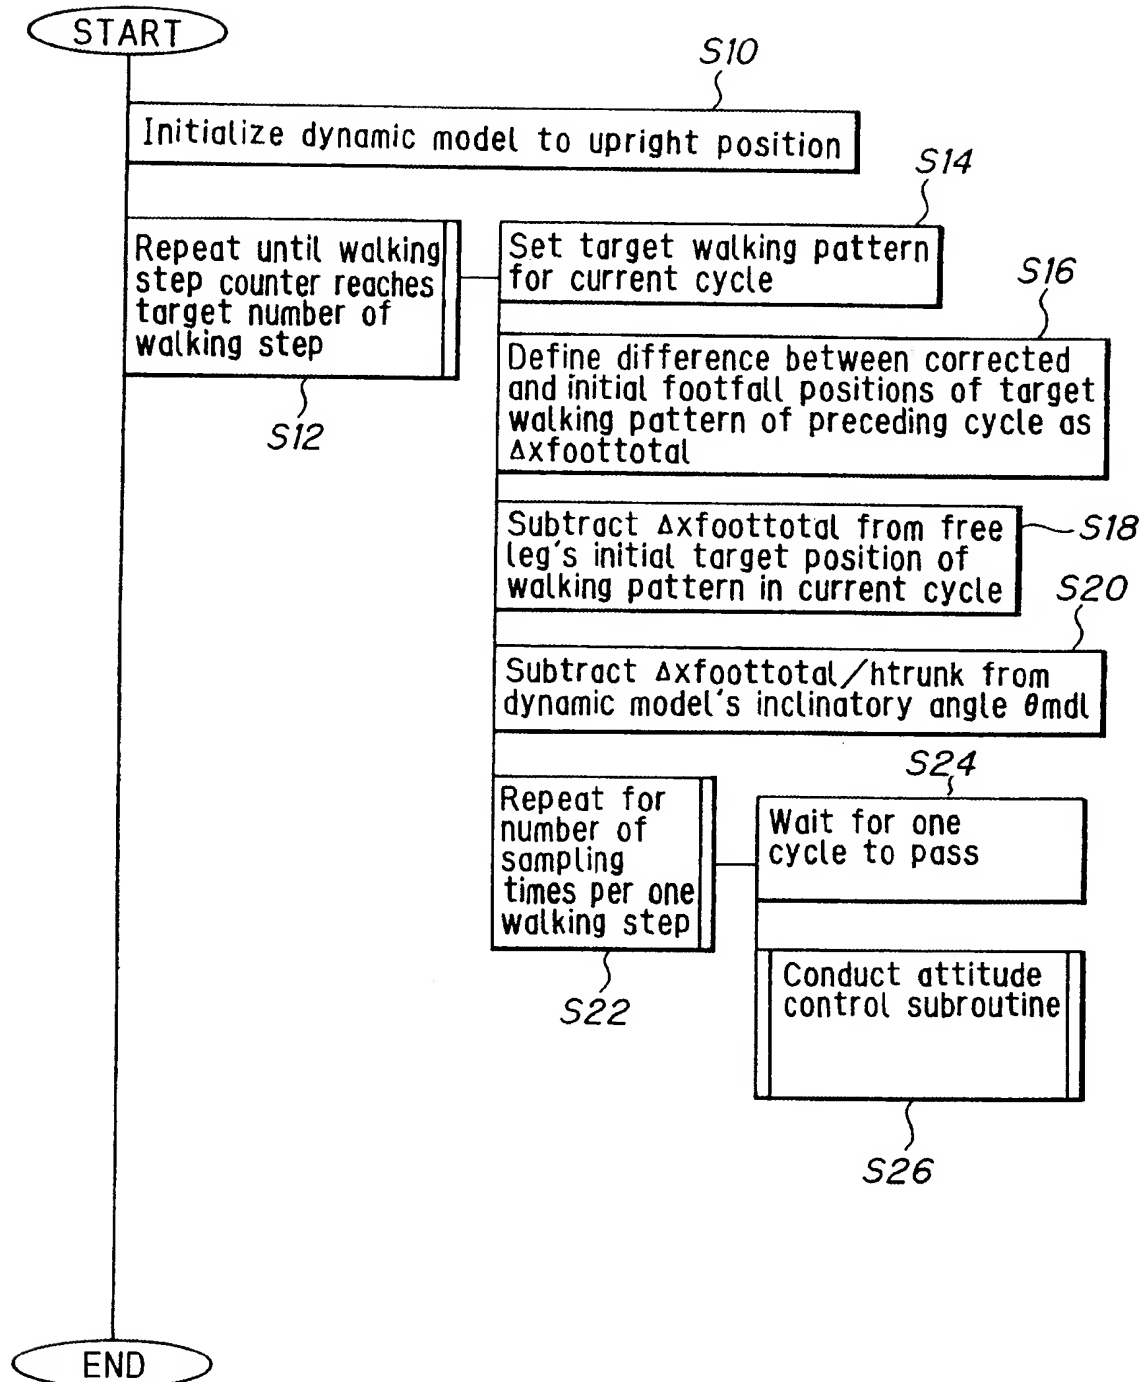 START
S10
Initialize dynamic model to upright position
S14
Repeat until walking
step counter reaches
target number of
walking step
S12
Set target walking pattern
for current cycle
S16
Define difference between corrected
and initial footfall positions of target
walking pattern of preceding cycle as
Δxfoottotal
Subtract Δxfoottotal from free
leg's initial target position of
walking pattern in current cycle
S18
S20
Subtract Δxfoottotal/htrunk from
dynamic model's inclinatory angle θmdl
S24
Repeat for
number of
sampling
times per one
walking step
S22
Wait for one
cycle to pass
Conduct attitude
control subroutine
S26
END